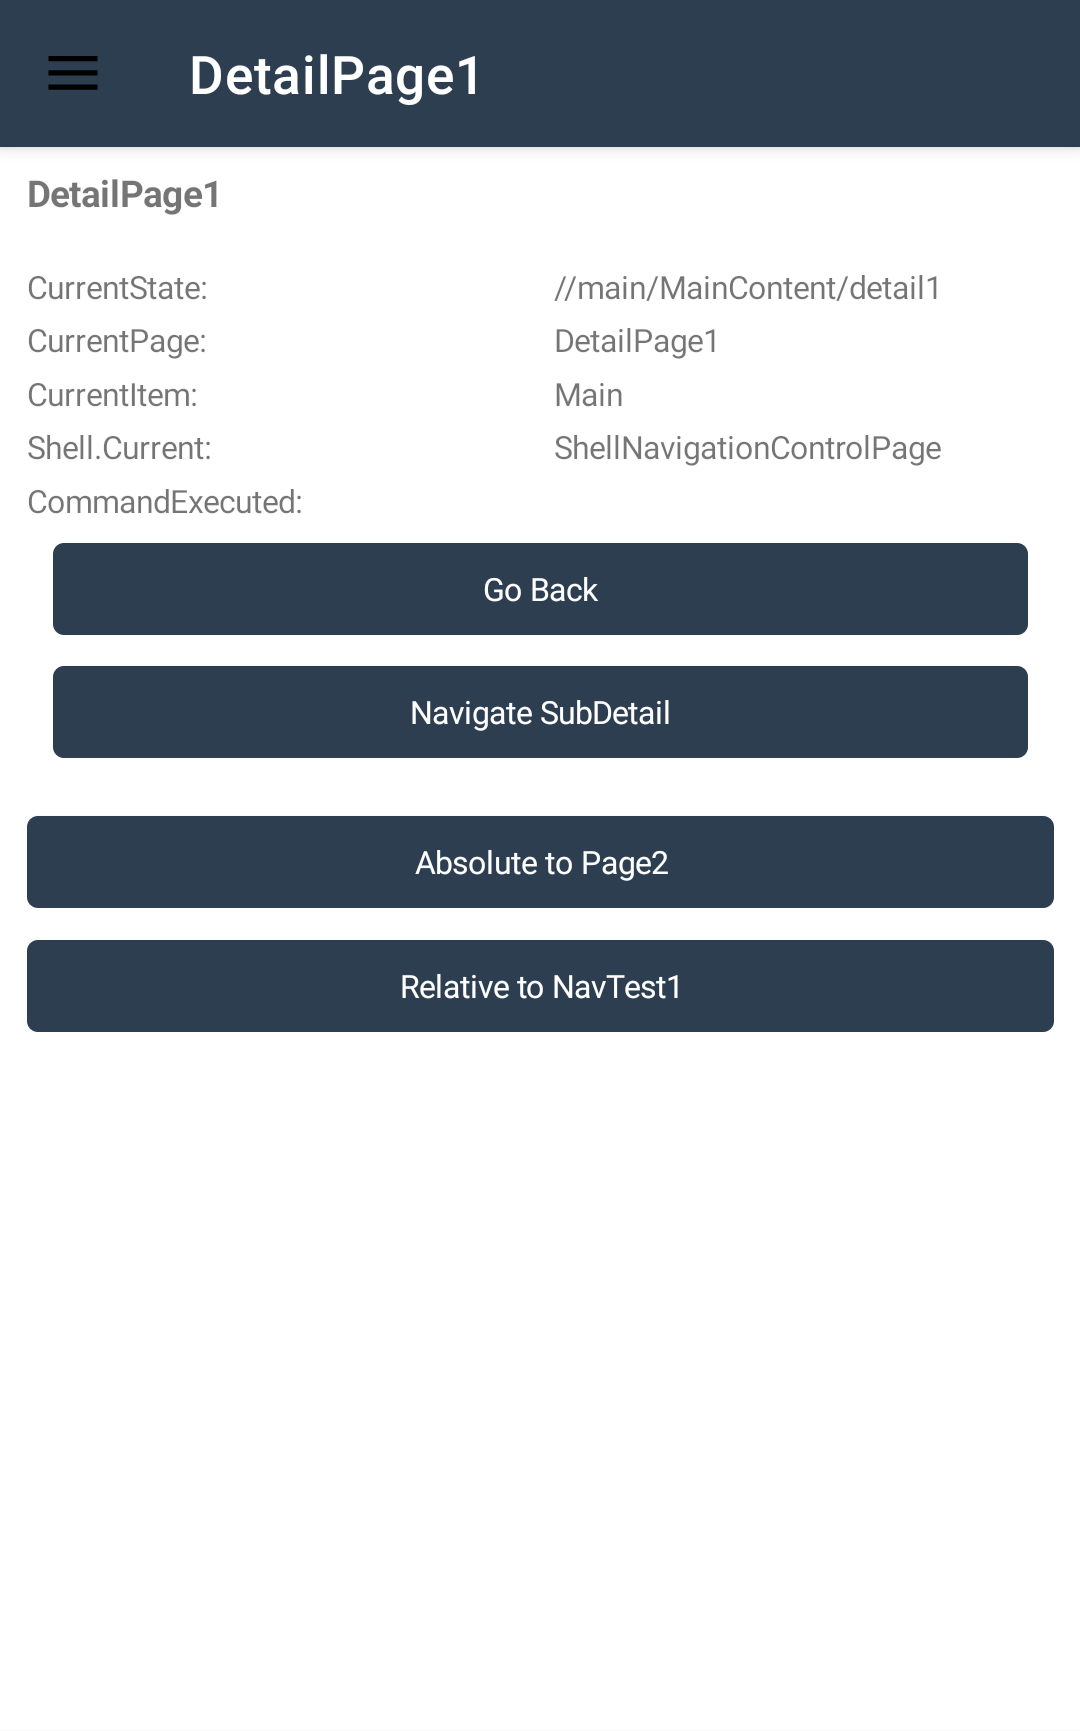 DetailPage1
DetailPage1
CurrentState: //main/MainContent/detail1
CurrentPage: DetailPage1
CurrentItem: Main
Shell.Current: ShellNavigationControlPage
CommandExecuted:
Go Back
Navigate SubDetail
Absolute to Page2
Relative to NavTest1